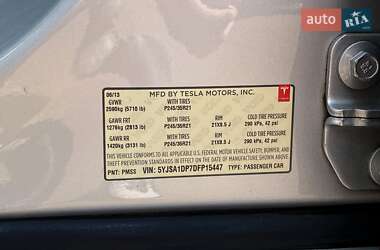 auto RIA
06/13 MFD BY TESLA MOTORS, INC.
GVWR WITH TIRES
2590kg (5710 lb) P245/35R21
GAWR FRT WITH TIRES RIM COLD TIRE PRESSURE
1276kg (2813 lb) P245/35R21 21X8.5 J 290 kPa, 42 psi
GAWR RR WITH TIRES RIM COLD TIRE PRESSURE
1420kg (3131 lb) P245/35R21 21X8.5 J 290 kPa, 42 psi
THIS VEHICLE CONFORMS TO ALL APPLICABLE U.S. FEDERAL MOTOR VEHICLE SAFETY,
BUMPER, AND THEFT PREVENTION STANDARDS IN EFFECT ON THE DATE OF MANUFACTURE SHOWN ABOVE.
PNT: PMSS VIN: 5YJSA1DP7DFP15447 TYPE: PASSENGER CAR